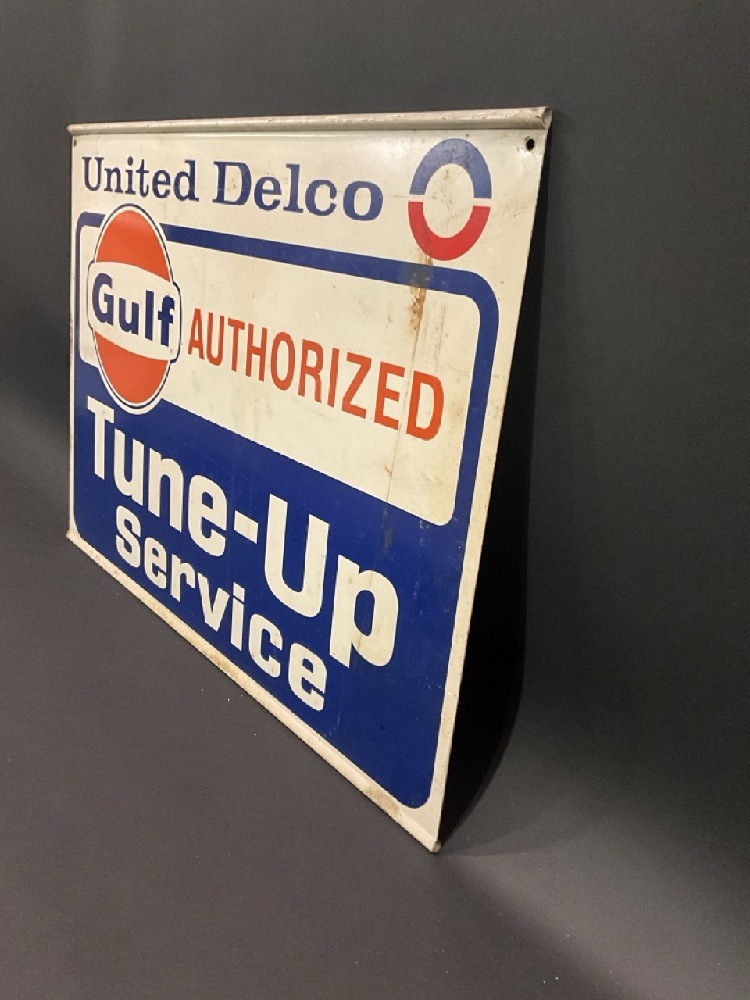 United Delco
Gulf AUTHORIZED
Tune-Up
Service